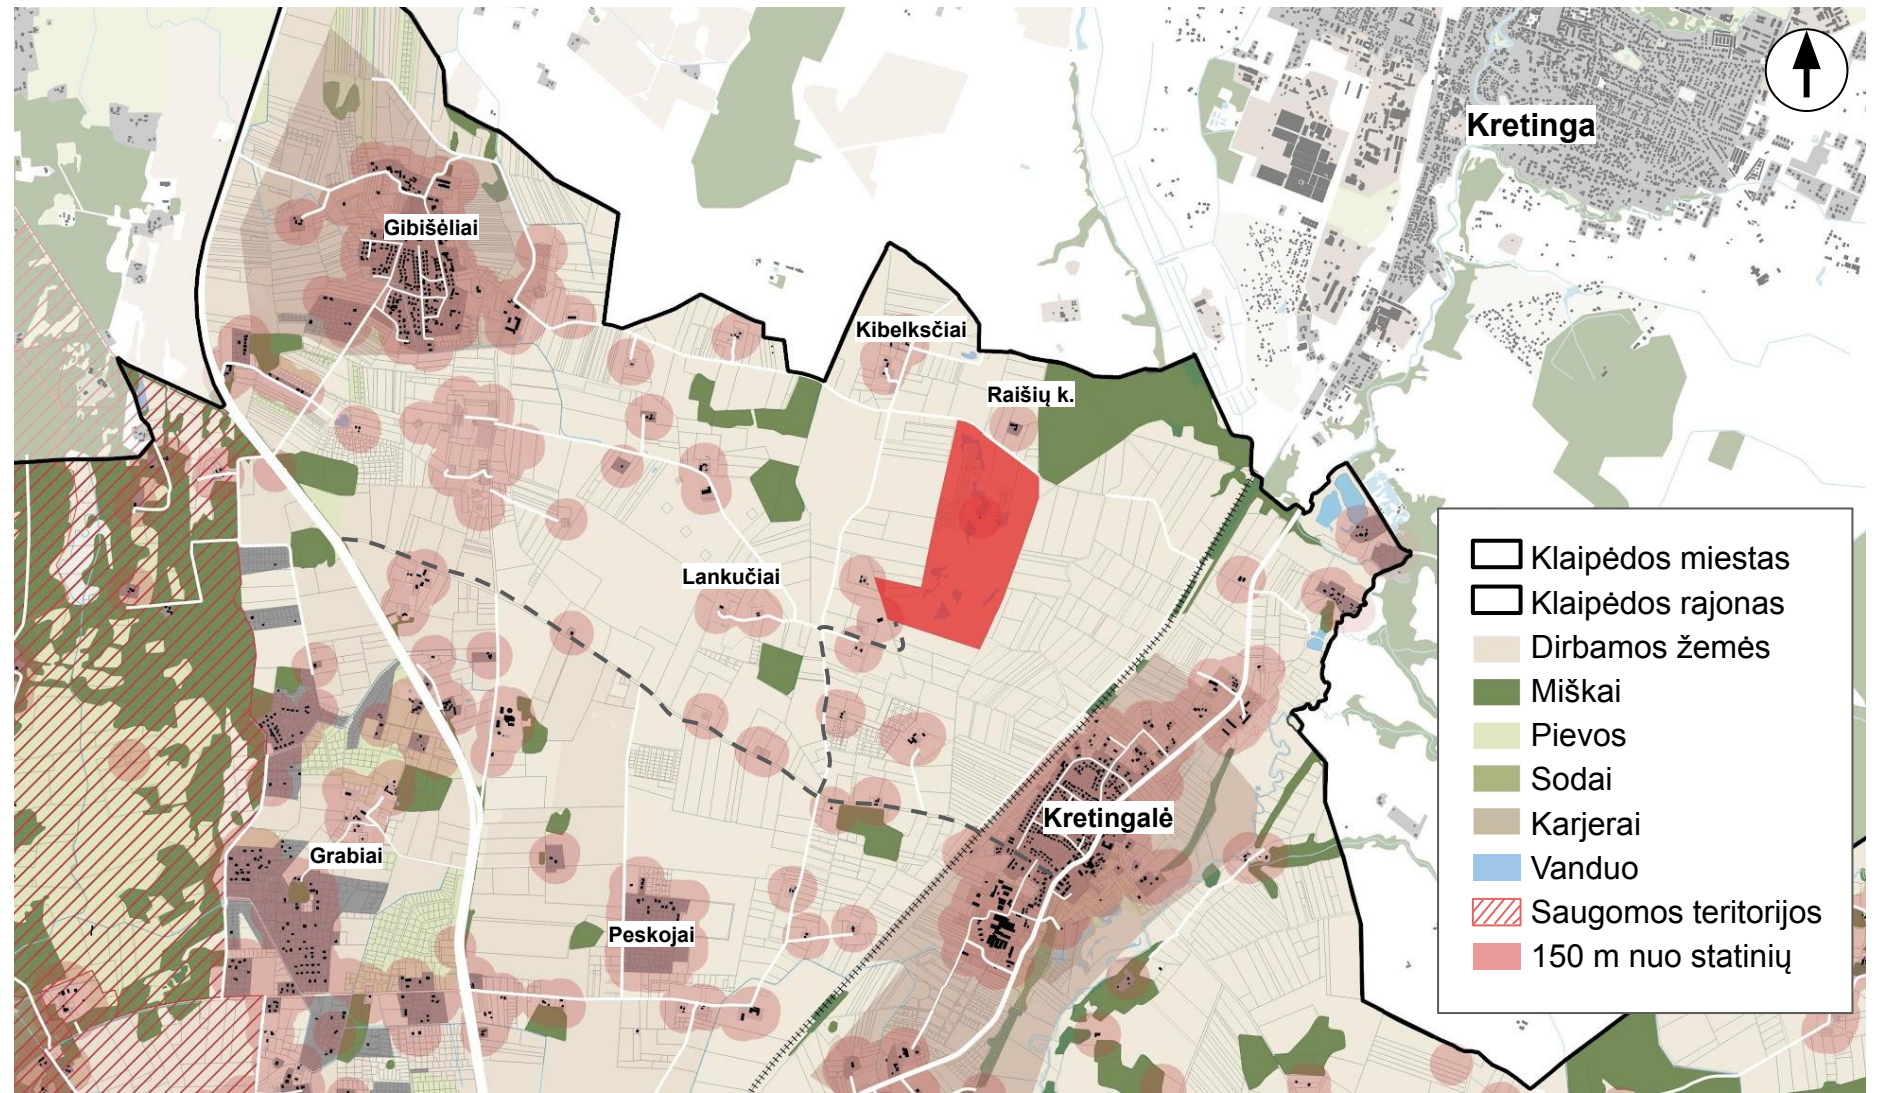 Kretinga
Gibišėliai
Kibelksčiai
Raišių k.
Lankučiai
Kretingalė
Grabiai
Peskojai
Klaipėdos miestas
Klaipėdos rajonas
Dirbamos žemės
Miškai
Pievos
Sodai
Karjerai
Vanduo
Saugomos teritorijos
150 m nuo statinių